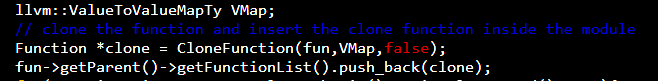 llvm::ValueToValueMapTy VMap;
// clone the function and insert the clone function inside the module
Function *clone = CloneFunction(fun,VMap,false);
fun->getParent()->getFunctionList().push_back(clone);